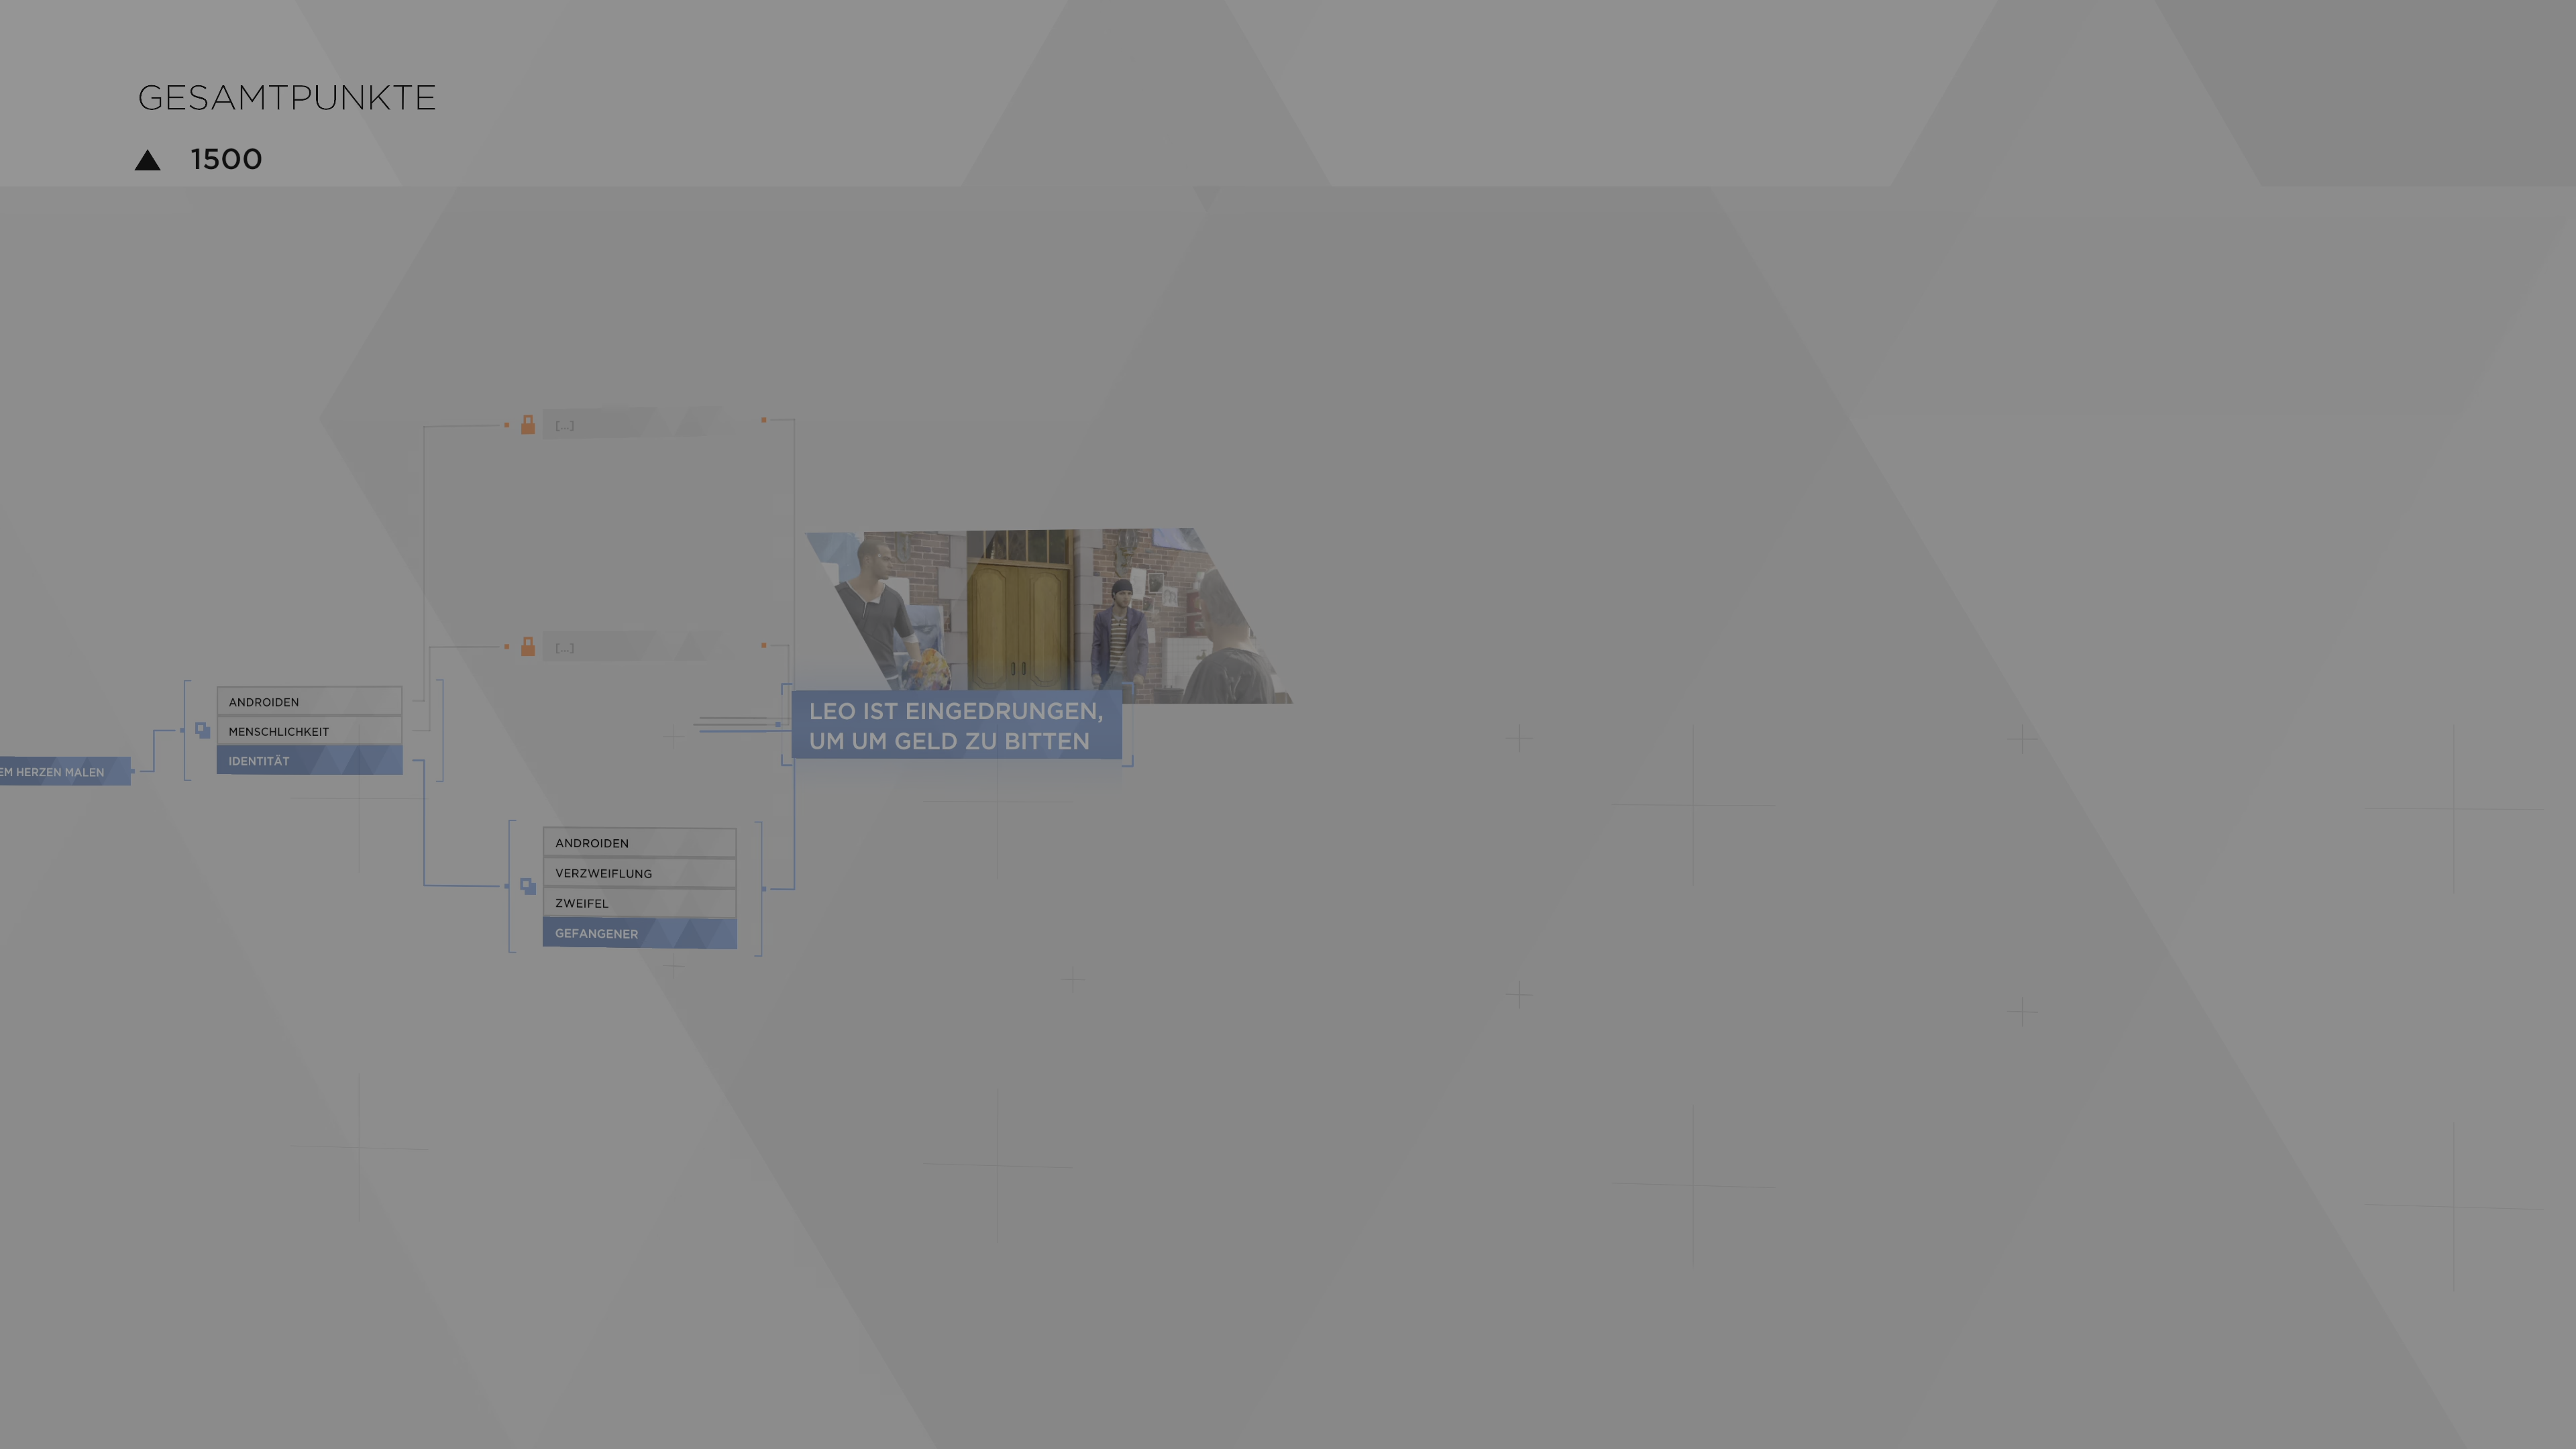 GESAMTPUNKTE
▲ 1500
[...]
[...]
EM HERZEN MALEN
ANDROIDEN
MENSCHLICHKEIT
IDENTITÄT
LEO IST EINGEDRUNGEN,
UM UM GELD ZU BITTEN
ANDROIDEN
VERZWEIFLUNG
ZWEIFEL
GEFANGENER